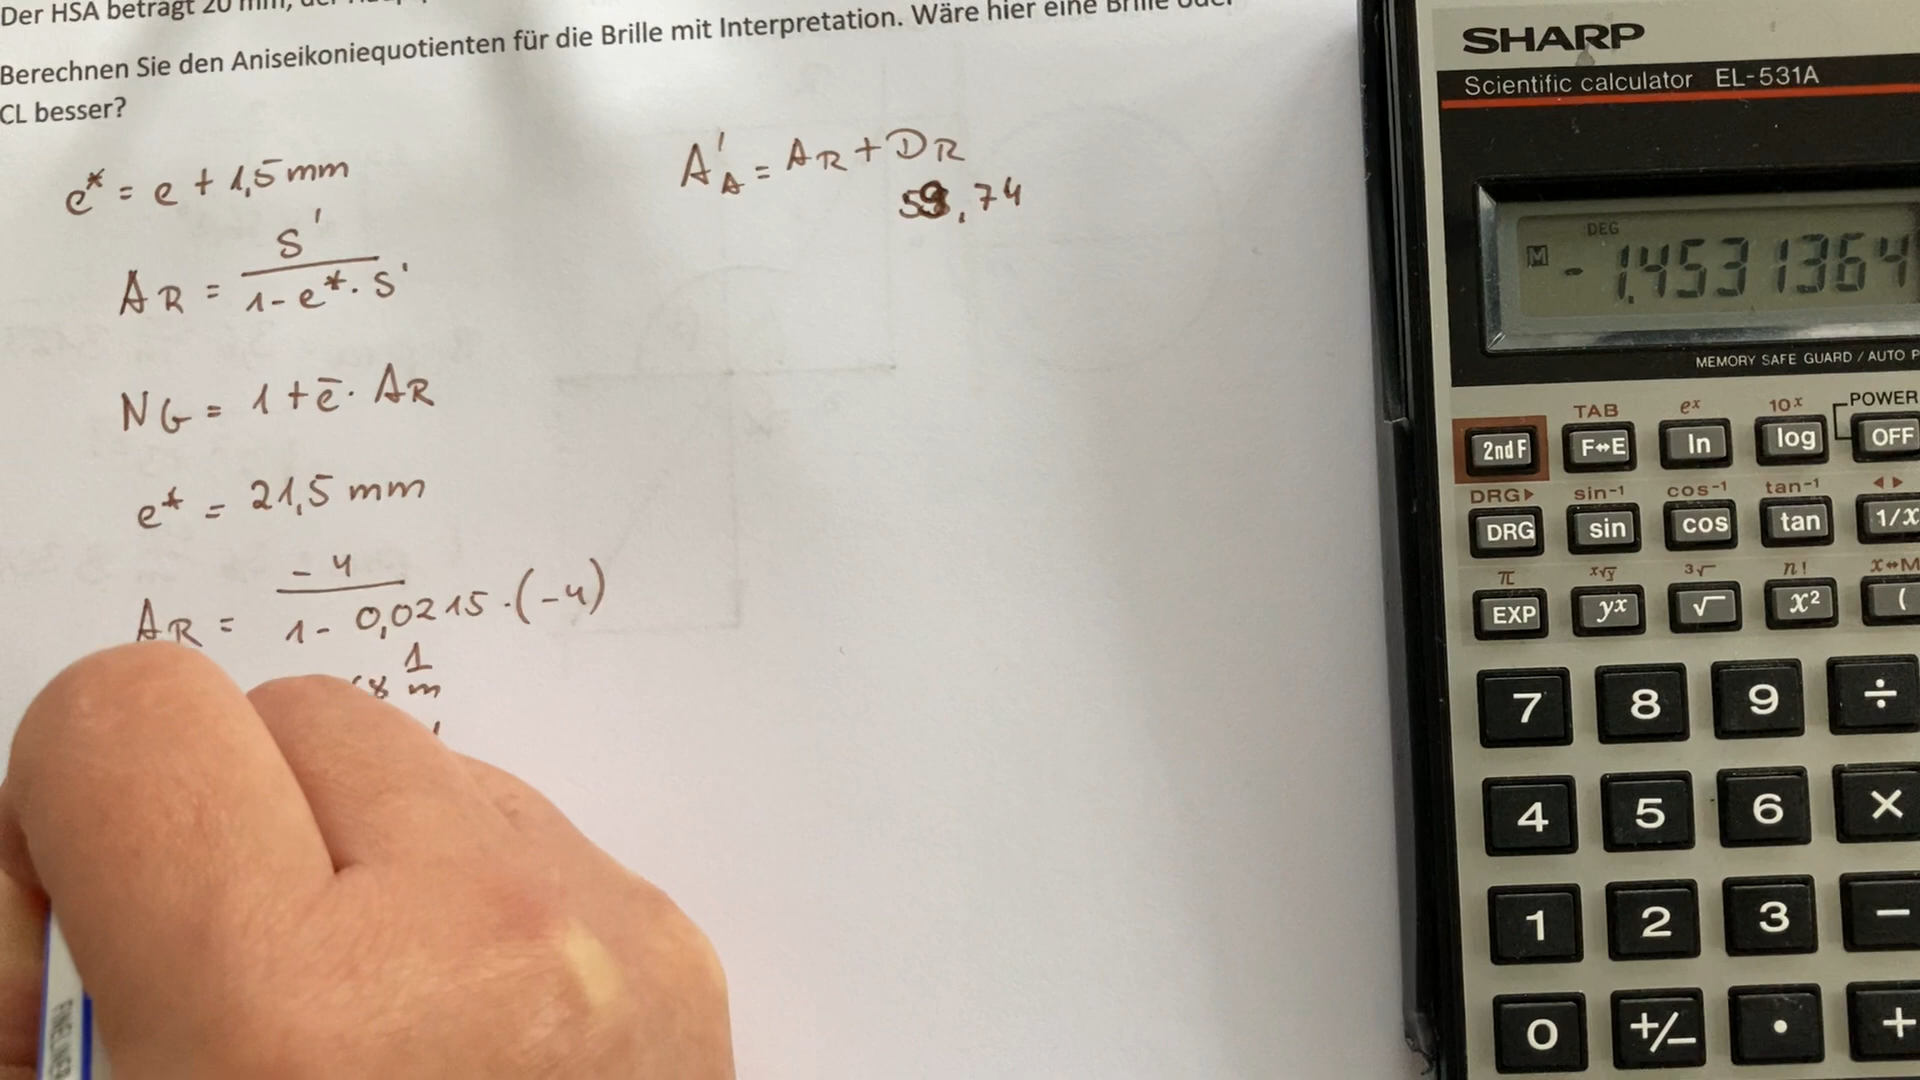 Der HSA beträgt 20 mm,
Berechnen Sie den Aniseikoniequotienten für die Brille mit Interpretation. Wäre hier eine Brille oder
CL besser?
e* = e + 1,5 mm
A'A = AR + DR
59,74
AR = S' / 1 - e* · S'
NG = 1 + ē · AR
e* = 21,5 mm
AR = -4 / 1 - 0,0215 · (-4)
8 1/m
SHARP
Scientific calculator EL-531A
DEG
M -1.4531364
MEMORY SAFE GUARD / AUTO P
TAB eˣ 10ˣ POWER
2nd F F↔E ln log OFF
DRG▶ sin⁻¹ cos⁻¹ tan⁻¹ ◀ ▶
DRG sin cos tan 1/x
π ˣ√y ³√ n! x↔M
EXP yˣ √ x² (
7 8 9 ÷
4 5 6 ×
1 2 3 −
0 +/− • +
FINELINER